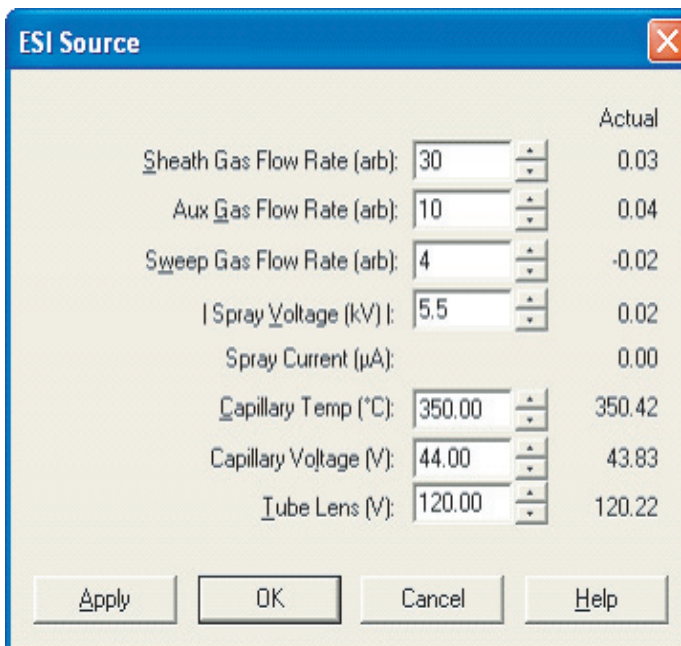 ESI Source
Actual
Sheath Gas Flow Rate (arb): 30 0.03
Aux Gas Flow Rate (arb): 10 0.04
Sweep Gas Flow Rate (arb): 4 -0.02
| Spray Voltage (kV) |: 5.5 0.02
Spray Current (µA): 0.00
Capillary Temp (°C): 350.00 350.42
Capillary Voltage (V): 44.00 43.83
Tube Lens (V): 120.00 120.22
Apply OK Cancel Help